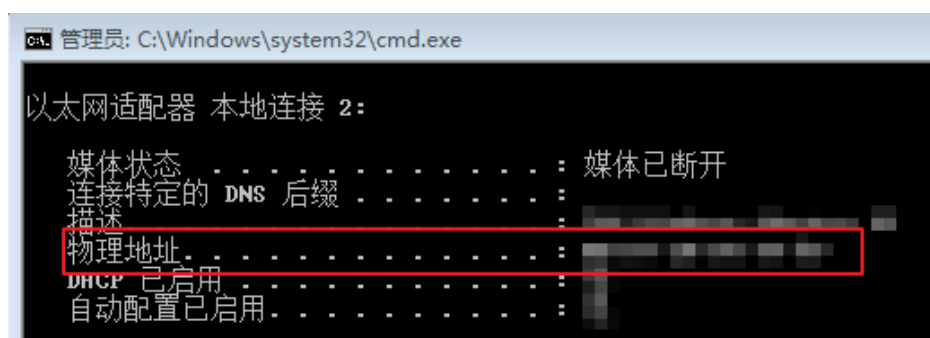 管理员: C:\Windows\system32\cmd.exe
以太网适配器 本地连接 2:
媒体状态 . . . . . . . . . . . . : 媒体已断开
连接特定的 DNS 后缀 . . . . . . . :
描述. . . . . . . . . . . . . . . :
物理地址. . . . . . . . . . . . . :
DHCP 已启用 . . . . . . . . . . . :
自动配置已启用. . . . . . . . . . :